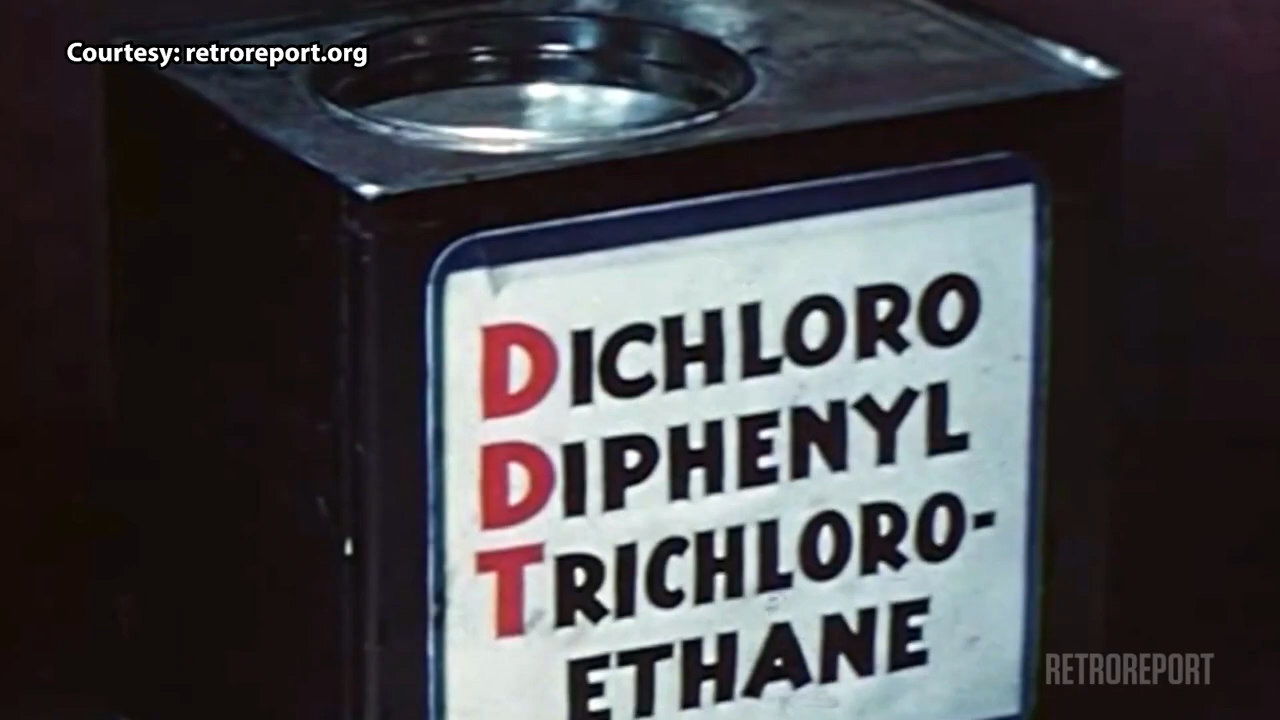 Courtesy: retroreport.org
DICHLORO
DIPHENYL
TRICHLORO-
ETHANE
RETROREPORT